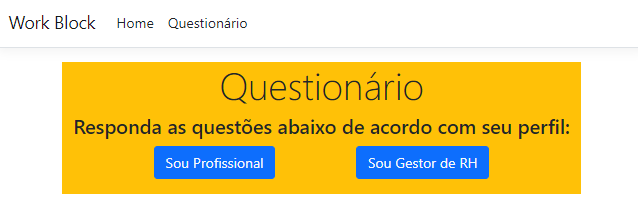 Work Block Home Questionário
Questionário
Responda as questões abaixo de acordo com seu perfil:
Sou Profissional Sou Gestor de RH